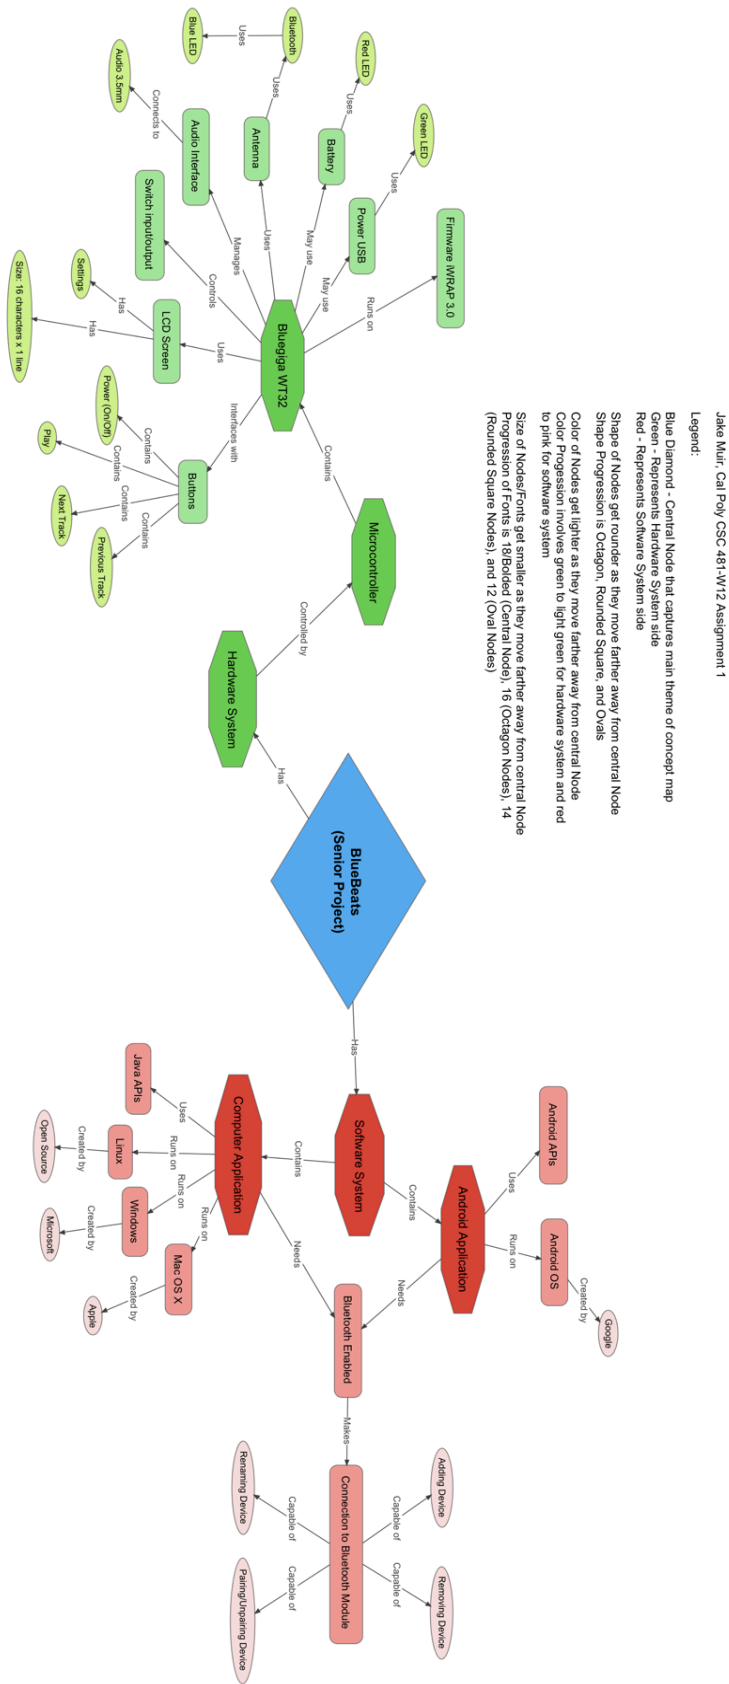 Jake Muir, Cal Poly CSC 481-W12 Assignment 1
Legend:
Blue Diamond - Central Node that captures main theme of concept map
Green - Represents Hardware System side
Red - Represents Software System side
Shape of Nodes get rounder as they move farther away from central Node
Shape Progression is Octagon, Rounded Square, and Ovals
Color of Nodes get lighter as they move farther away from central Node
Color Progession involves green to light green for hardware system and red
to pink for software system
Size of Nodes/Fonts get smaller as they move farther away from central Node
Progression of Fonts is 18/Bolded (Central Node), 16 (Octagon Nodes), 14
(Rounded Square Nodes), and 12 (Oval Nodes)
BlueBeats
(Senior Project)
Has
Hardware System
Controlled by
Microcontroller
Contains
Bluegiga WT32
Runs on
Firmware iWRAP 3.0
May use
Power USB
Uses
Green LED
May use
Battery
Uses
Red LED
Uses
Antenna
Uses
Bluetooth
Uses
Blue LED
Manages
Audio Interface
Connects to
Audio 3.5mm
Controls
Switch input/output
Uses
LCD Screen
Has
Settings
Has
Size: 16 characters x 1 line
Interfaces with
Buttons
Contains
Power (On/Off)
Contains
Play
Contains
Next Track
Contains
Previous Track
Has
Software System
Contains
Android Application
Uses
Android APIs
Runs on
Android OS
Created by
Google
Needs
Contains
Computer Application
Uses
Java APIs
Runs on
Linux
Created by
Open Source
Runs on
Windows
Created by
Microsoft
Runs on
Mac OS X
Created by
Apple
Needs
Bluetooth Enabled
Makes
Connection to Bluetooth Module
Capable of
Adding Device
Capable of
Removing Device
Capable of
Renaming Device
Capable of
Pairing/Unpairing Device